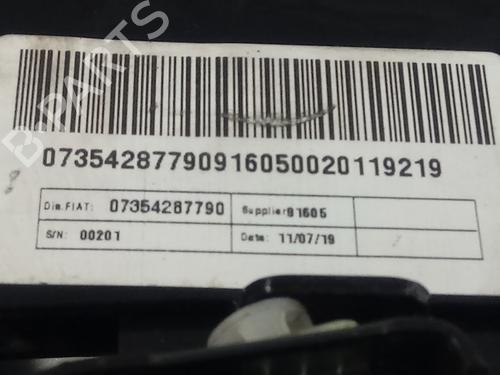 B-PARTS
07354287790916050020119219
Dis.FIAT: 07354287790 Supplier 91605
S/N: 00201 Date: 11/07/19